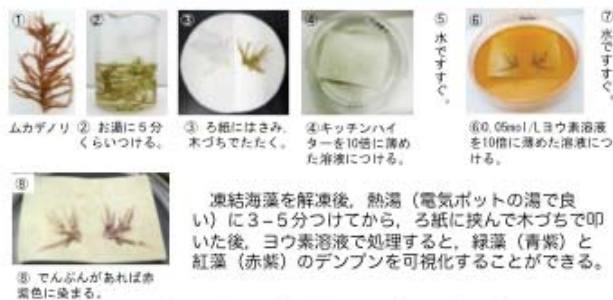 ①
ムカデノリ
②
② お湯に５分
くらいつける。
③
③ ろ紙にはさみ,
木づちでたたく。
④
④キッチンハイ
ターを10倍に薄め
た溶液につける。
⑤ 水ですすぐ。
⑥
⑥0.05mol/Lヨウ素溶液
を10倍に薄めた溶液につ
ける。
⑦ 水ですすぐ。
⑧
⑧ でんぷんがあれば赤
紫色に染まる。
凍結海藻を解凍後，熱湯（電気ポットの湯で良
い）に３−５分つけてから，ろ紙に挟んで木づちで叩
いた後，ヨウ素溶液で処理すると，緑藻（青紫）と
紅藻（赤紫）のデンプンを可視化することができる。